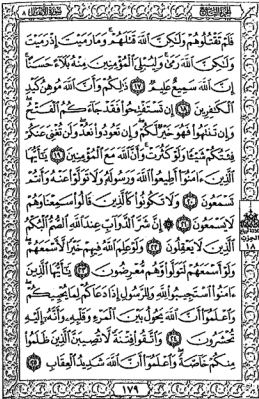 الجزء التاسع سورة الأنفال ٨
فَلَمْ تَقْتُلُوهُمْ وَلَٰكِنَّ ٱللَّهَ قَتَلَهُمْ ۚ وَمَا رَمَيْتَ إِذْ رَمَيْتَ
وَلَٰكِنَّ ٱللَّهَ رَمَىٰ ۚ وَلِيُبْلِىَ ٱلْمُؤْمِنِينَ مِنْهُ بَلَآءً حَسَنًا ۚ
إِنَّ ٱللَّهَ سَمِيعٌ عَلِيمٌ ﴿١٧﴾ ذَٰلِكُمْ وَأَنَّ ٱللَّهَ مُوهِنُ كَيْدِ
ٱلْكَٰفِرِينَ ﴿١٨﴾ إِن تَسْتَفْتِحُوا۟ فَقَدْ جَآءَكُمُ ٱلْفَتْحُ ۖ
وَإِن تَنتَهُوا۟ فَهُوَ خَيْرٌ لَّكُمْ ۖ وَإِن تَعُودُوا۟ نَعُدْ وَلَن تُغْنِىَ عَنكُمْ
فِئَتُكُمْ شَيْـًٔا وَلَوْ كَثُرَتْ وَأَنَّ ٱللَّهَ مَعَ ٱلْمُؤْمِنِينَ ﴿١٩﴾ يَٰٓأَيُّهَا
ٱلَّذِينَ ءَامَنُوٓا۟ أَطِيعُوا۟ ٱللَّهَ وَرَسُولَهُۥ وَلَا تَوَلَّوْا۟ عَنْهُ وَأَنتُمْ
تَسْمَعُونَ ﴿٢٠﴾ وَلَا تَكُونُوا۟ كَٱلَّذِينَ قَالُوا۟ سَمِعْنَا وَهُمْ
لَا يَسْمَعُونَ ﴿٢١﴾ ۞ إِنَّ شَرَّ ٱلدَّوَآبِّ عِندَ ٱللَّهِ ٱلصُّمُّ ٱلْبُكْمُ
ٱلَّذِينَ لَا يَعْقِلُونَ ﴿٢٢﴾ وَلَوْ عَلِمَ ٱللَّهُ فِيهِمْ خَيْرًا لَّأَسْمَعَهُمْ ۖ
وَلَوْ أَسْمَعَهُمْ لَتَوَلَّوا۟ وَّهُم مُّعْرِضُونَ ﴿٢٣﴾ يَٰٓأَيُّهَا ٱلَّذِينَ
ءَامَنُوا۟ ٱسْتَجِيبُوا۟ لِلَّهِ وَلِلرَّسُولِ إِذَا دَعَاكُمْ لِمَا يُحْيِيكُمْ ۖ
وَٱعْلَمُوٓا۟ أَنَّ ٱللَّهَ يَحُولُ بَيْنَ ٱلْمَرْءِ وَقَلْبِهِۦ وَأَنَّهُۥٓ إِلَيْهِ
تُحْشَرُونَ ﴿٢٤﴾ وَٱتَّقُوا۟ فِتْنَةً لَّا تُصِيبَنَّ ٱلَّذِينَ ظَلَمُوا۟
مِنكُمْ خَآصَّةً ۖ وَٱعْلَمُوٓا۟ أَنَّ ٱللَّهَ شَدِيدُ ٱلْعِقَابِ ﴿٢٥﴾
الحزب
١٨
١٧٩